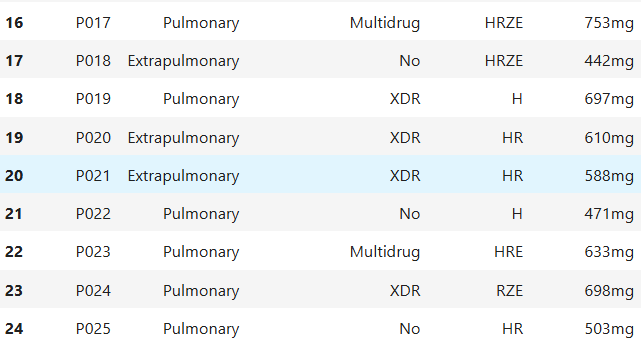 16 P017 Pulmonary Multidrug HRZE 753mg
17 P018 Extrapulmonary No HRZE 442mg
18 P019 Pulmonary XDR H 697mg
19 P020 Extrapulmonary XDR HR 610mg
20 P021 Extrapulmonary XDR HR 588mg
21 P022 Pulmonary No H 471mg
22 P023 Pulmonary Multidrug HRE 633mg
23 P024 Pulmonary XDR RZE 698mg
24 P025 Pulmonary No HR 503mg